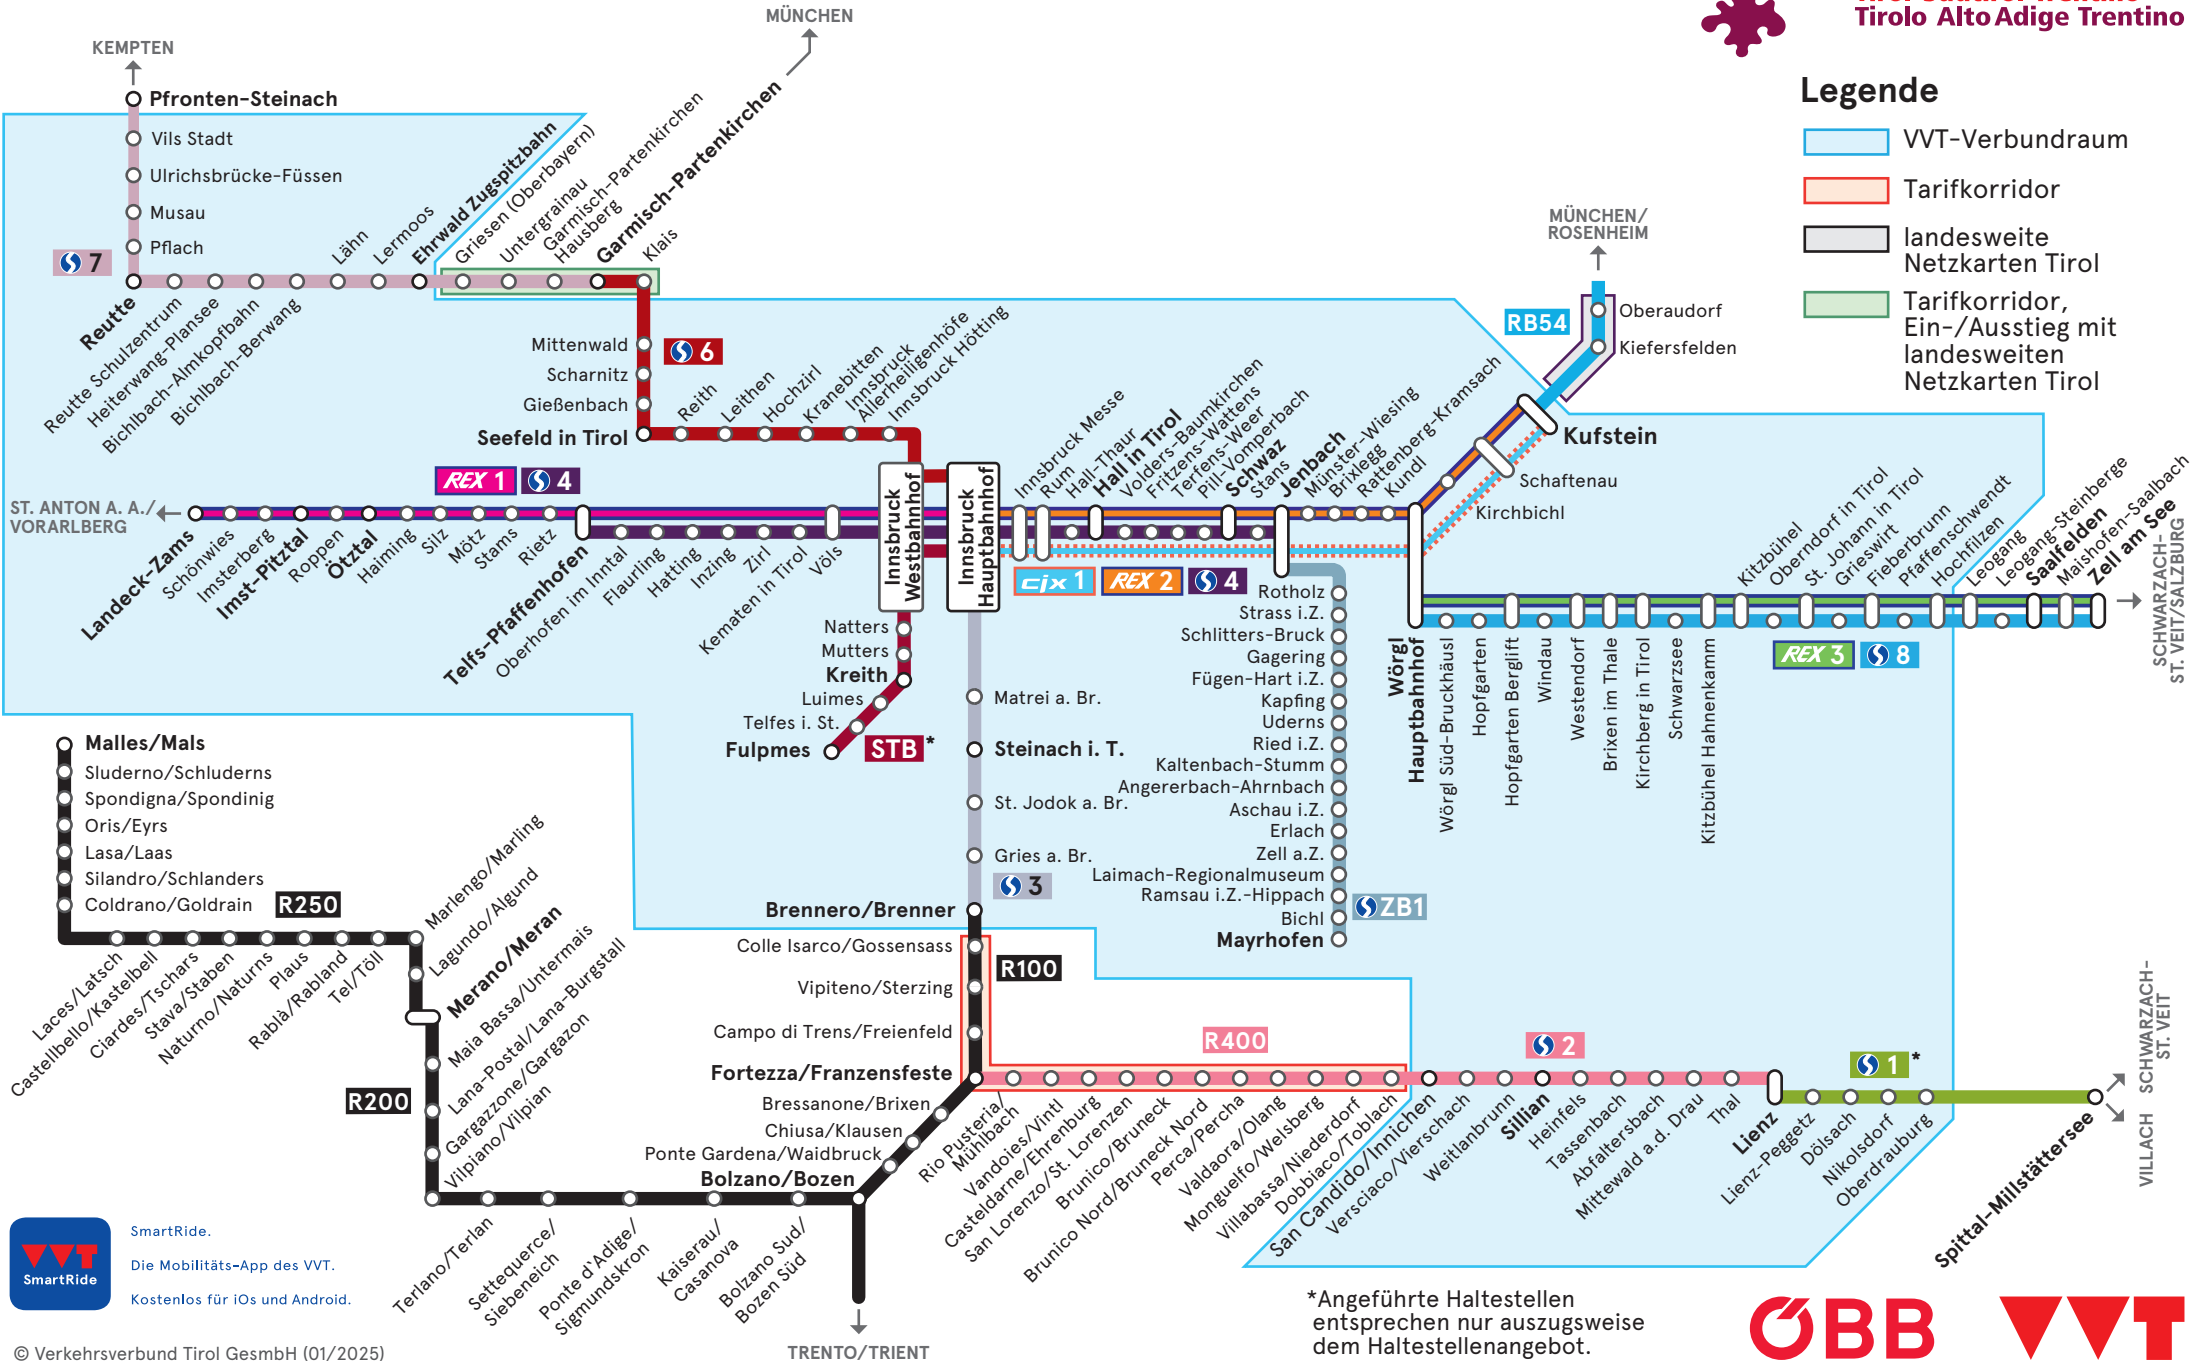 MÜNCHEN
KEMPTEN
Tirolo Alto Adige Trentino
Pfronten-Steinach
Vils Stadt
Ulrichsbrücke-Füssen
Musau
Pflach
S 7
Reutte
Reutte Schulzentrum
Heiterwang-Plansee
Bichlbach-Almkopfbahn
Bichlbach-Berwang
Lähn
Lermoos
Ehrwald Zugspitzbahn
Griesen (Oberbayern)
Untergrainau
Garmisch-Partenkirchen
Hausberg
Garmisch-Partenkirchen
Klais
Mittenwald
Scharnitz
Gießenbach
Seefeld in Tirol
S 6
Reith
Leithen
Hochzirl
Kranebitten
Innsbruck
Allerheiligenhöfe
Innsbruck Hötting
Legende
VVT-Verbundraum
Tarifkorridor
landesweite
Netzkarten Tirol
Tarifkorridor,
Ein-/Ausstieg mit
landesweiten
Netzkarten Tirol
MÜNCHEN/
ROSENHEIM
RB54
Oberaudorf
Kiefersfelden
Kufstein
Schaftenau
Kirchbichl
ST. ANTON A. A./
VORARLBERG
REX 1
S 4
Landeck-Zams
Schönwies
Imsterberg
Imst-Pitztal
Roppen
Ötztal
Haiming
Silz
Mötz
Stams
Rietz
Telfs-Pfaffenhofen
Oberhofen im Inntal
Flaurling
Hatting
Inzing
Zirl
Kematen in Tirol
Völs
Innsbruck
Westbahnhof
Innsbruck
Hauptbahnhof
Innsbruck Messe
Rum
Hall-Thaur
Hall in Tirol
Volders-Baumkirchen
Fritzens-Wattens
Terfens-Weer
Pill-Vomperbach
Schwaz
Stans
Jenbach
Münster-Wiesing
Brixlegg
Rattenberg-Kramsach
Kundl
cjx 1
REX 2
S 4
Wörgl
Hauptbahnhof
Wörgl Süd-Bruckhäusl
Hopfgarten
Hopfgarten Berglift
Windau
Westendorf
Brixen im Thale
Kirchberg in Tirol
Schwarzsee
Kitzbühel Hahnenkamm
Kitzbühel
Oberndorf in Tirol
St. Johann in Tirol
Grieswirt
Fieberbrunn
Pfaffenschwendt
Hochfilzen
Leogang
Leogang-Steinberge
Saalfelden
Maishofen-Saalbach
Zell am See
SCHWARZACH-
ST. VEIT/SALZBURG
REX 3
S 8
Natters
Mutters
Kreith
Luimes
Telfes i. St.
Fulpmes
STB *
Matrei a. Br.
Steinach i. T.
St. Jodok a. Br.
Gries a. Br.
S 3
Brennero/Brenner
Rotholz
Strass i.Z.
Schlitters-Bruck
Gagering
Fügen-Hart i.Z.
Kapfing
Uderns
Ried i.Z.
Kaltenbach-Stumm
Angererbach-Ahrnbach
Aschau i.Z.
Erlach
Zell a.Z.
Laimach-Regionalmuseum
Ramsau i.Z.-Hippach
Bichl
Mayrhofen
S ZB1
Malles/Mals
Sluderno/Schluderns
Spondigna/Spondinig
Oris/Eyrs
Lasa/Laas
Silandro/Schlanders
Coldrano/Goldrain
R250
Laces/Latsch
Castellbello/Kastelbell
Ciardes/Tschars
Stava/Staben
Naturno/Naturns
Plaus
Rablà/Rabland
Tel/Töll
Marlengo/Marling
Lagundo/Algund
Merano/Meran
Maia Bassa/Untermais
Lana-Postal/Lana-Burgstall
Gargazzone/Gargazon
Vilpiano/Vilpian
R200
Terlano/Terlan
Settequerce/
Siebeneich
Ponte d'Adige/
Sigmundskron
Kaiserau/
Casanova
Bolzano Sud/
Bozen Süd
Bolzano/Bozen
Ponte Gardena/Waidbruck
Chiusa/Klausen
Bressanone/Brixen
Fortezza/Franzensfeste
Campo di Trens/Freienfeld
Vipiteno/Sterzing
Colle Isarco/Gossensass
R100
R400
Rio Pusteria/
Mühlbach
Vandoies/Vintl
Casteldarne/Ehrenburg
San Lorenzo/St. Lorenzen
Brunico/Bruneck
Brunico Nord/Bruneck Nord
Perca/Percha
Valdaora/Olang
Monguelfo/Welsberg
Villabassa/Niederdorf
Dobbiaco/Toblach
San Candido/Innichen
Versciaco/Vierschach
Weitlanbrunn
Sillian
Heinfels
Tassenbach
Abfaltersbach
Mittewald a.d. Drau
Thal
Lienz
S 2
Lienz-Peggetz
Dölsach
Nikolsdorf
Oberdrauburg
S 1 *
Spittal-Millstättersee
SCHWARZACH-
ST. VEIT
VILLACH
TRENTO/TRIENT
VVT
SmartRide
SmartRide.
Die Mobilitäts-App des VVT.
Kostenlos für iOs und Android.
© Verkehrsverbund Tirol GesmbH (01/2025)
*Angeführte Haltestellen
entsprechen nur auszugsweise
dem Haltestellenangebot.
ÖBB
VVT